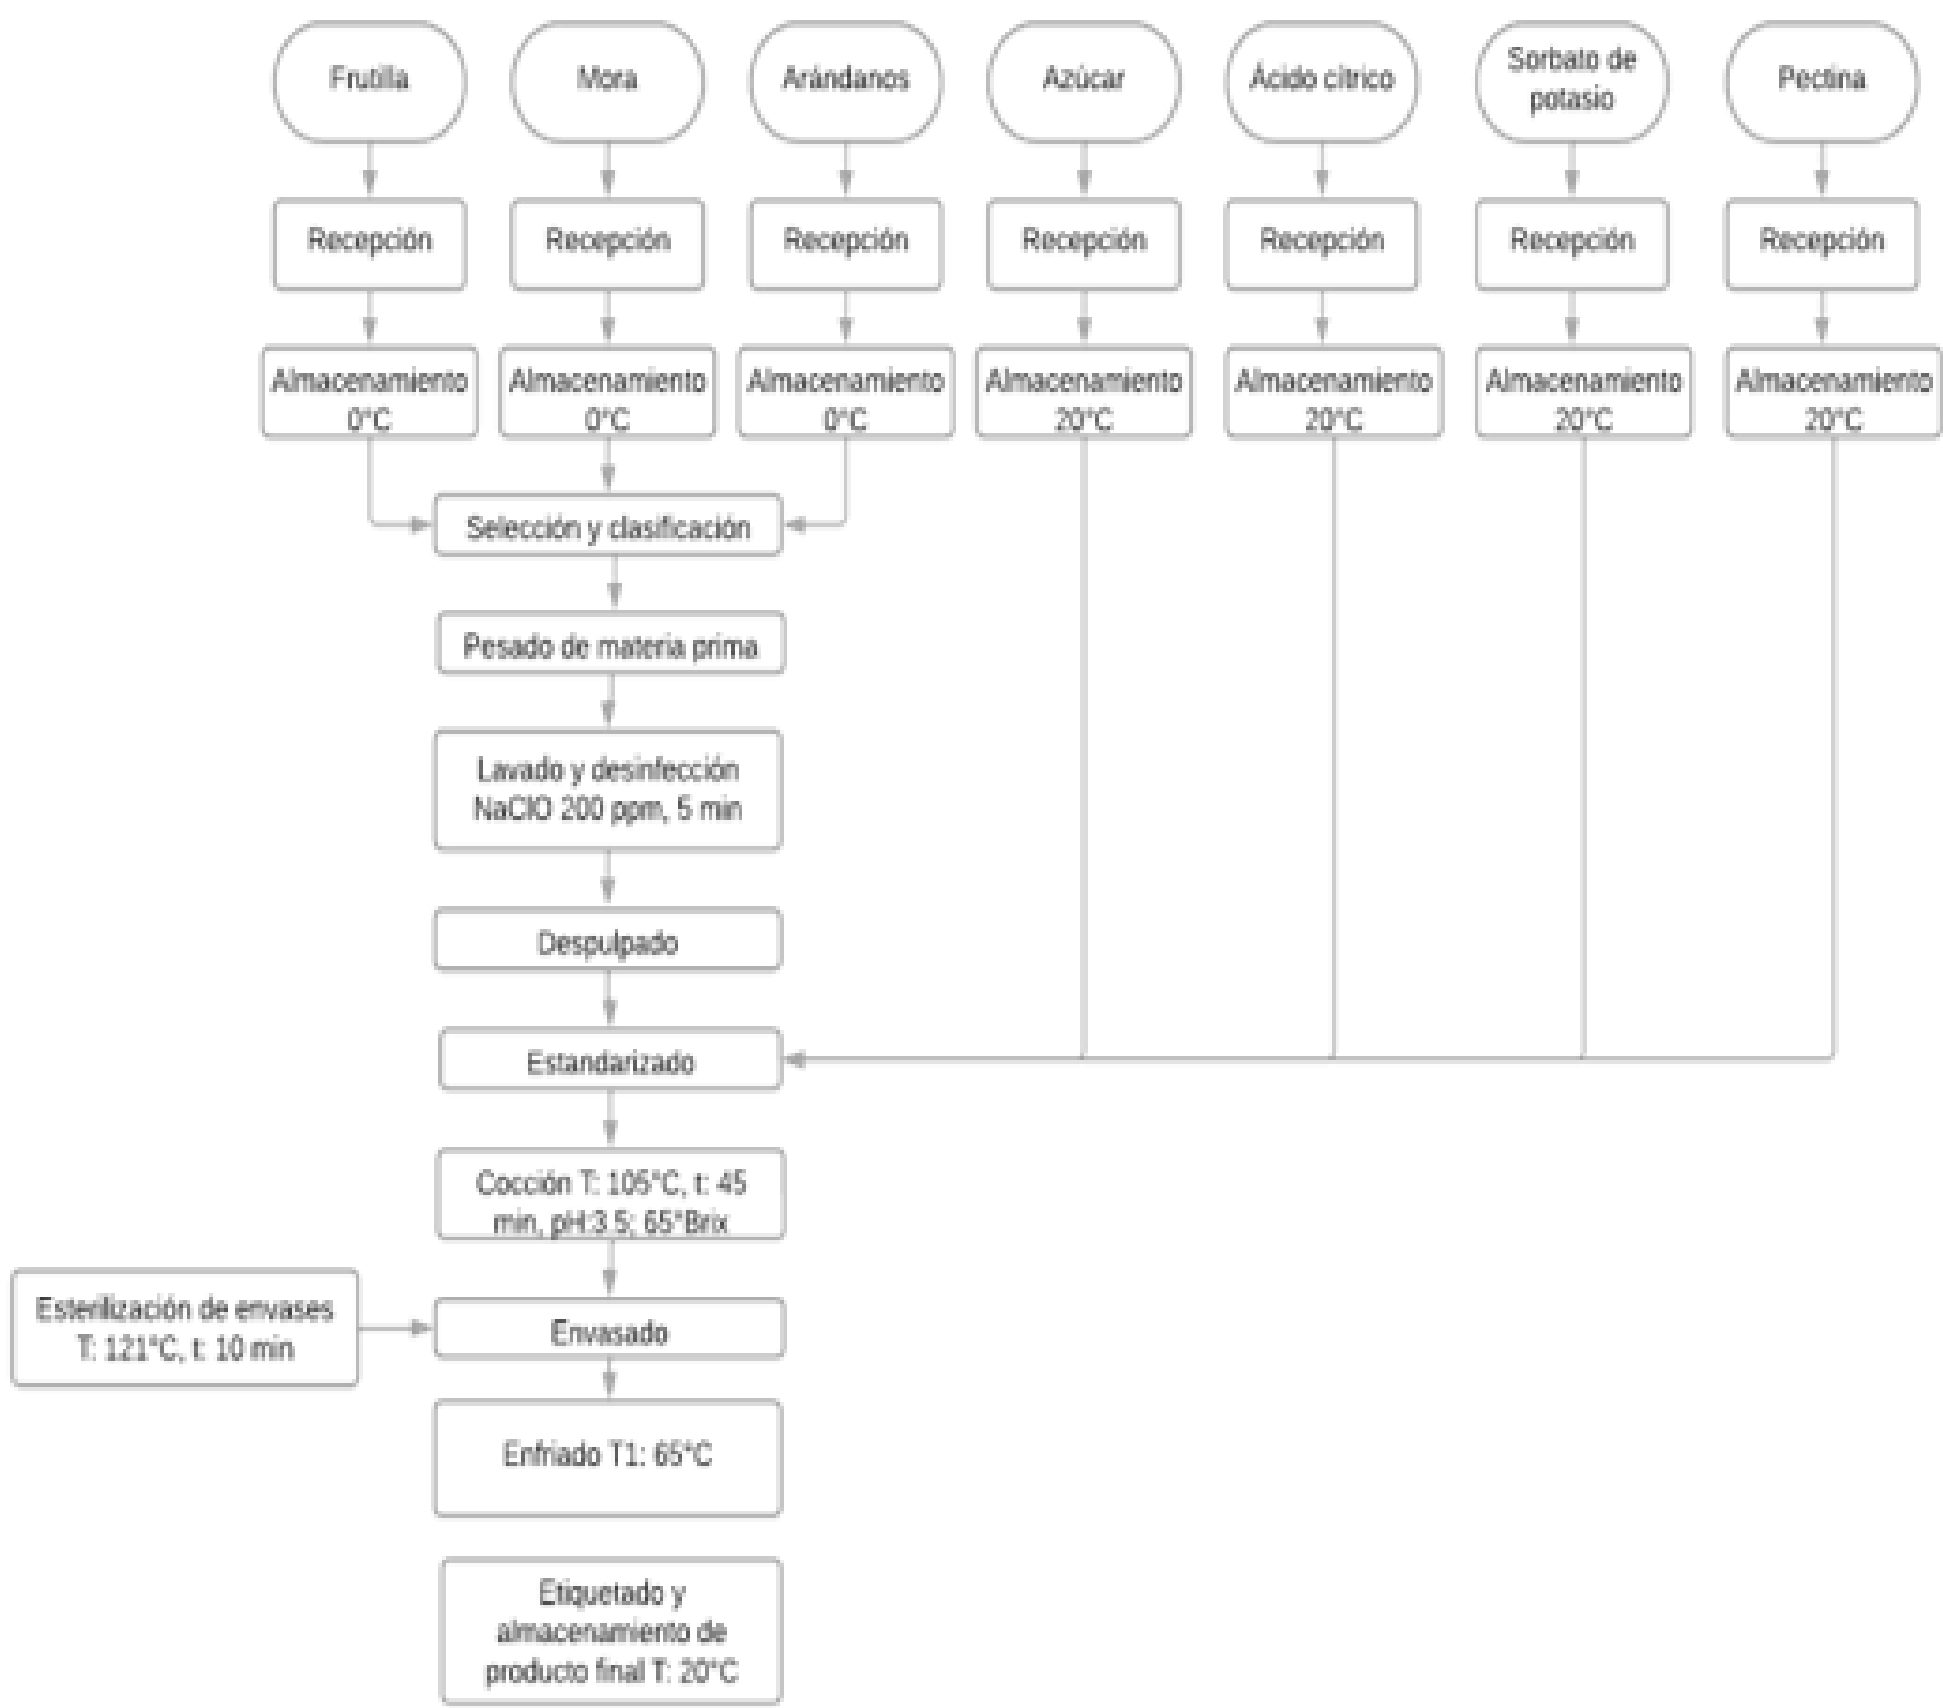 Frutilla
Mora
Arándanos
Azúcar
Ácido cítrico
Sorbato de
potasio
Pectina
Recepción
Recepción
Recepción
Recepción
Recepción
Recepción
Recepción
Almacenamiento
0°C
Almacenamiento
0°C
Almacenamiento
0°C
Almacenamiento
20°C
Almacenamiento
20°C
Almacenamiento
20°C
Almacenamiento
20°C
Selección y clasificación
Pesado de materia prima
Lavado y desinfección
NaClO 200 ppm, 5 min
Despulpado
Estandarizado
Cocción T: 105°C, t: 45
min, pH:3.5; 65°Brix
Esterilización de envases
T: 121°C, t: 10 min
Envasado
Enfriado T1: 65°C
Etiquetado y
almacenamiento de
producto final T: 20°C